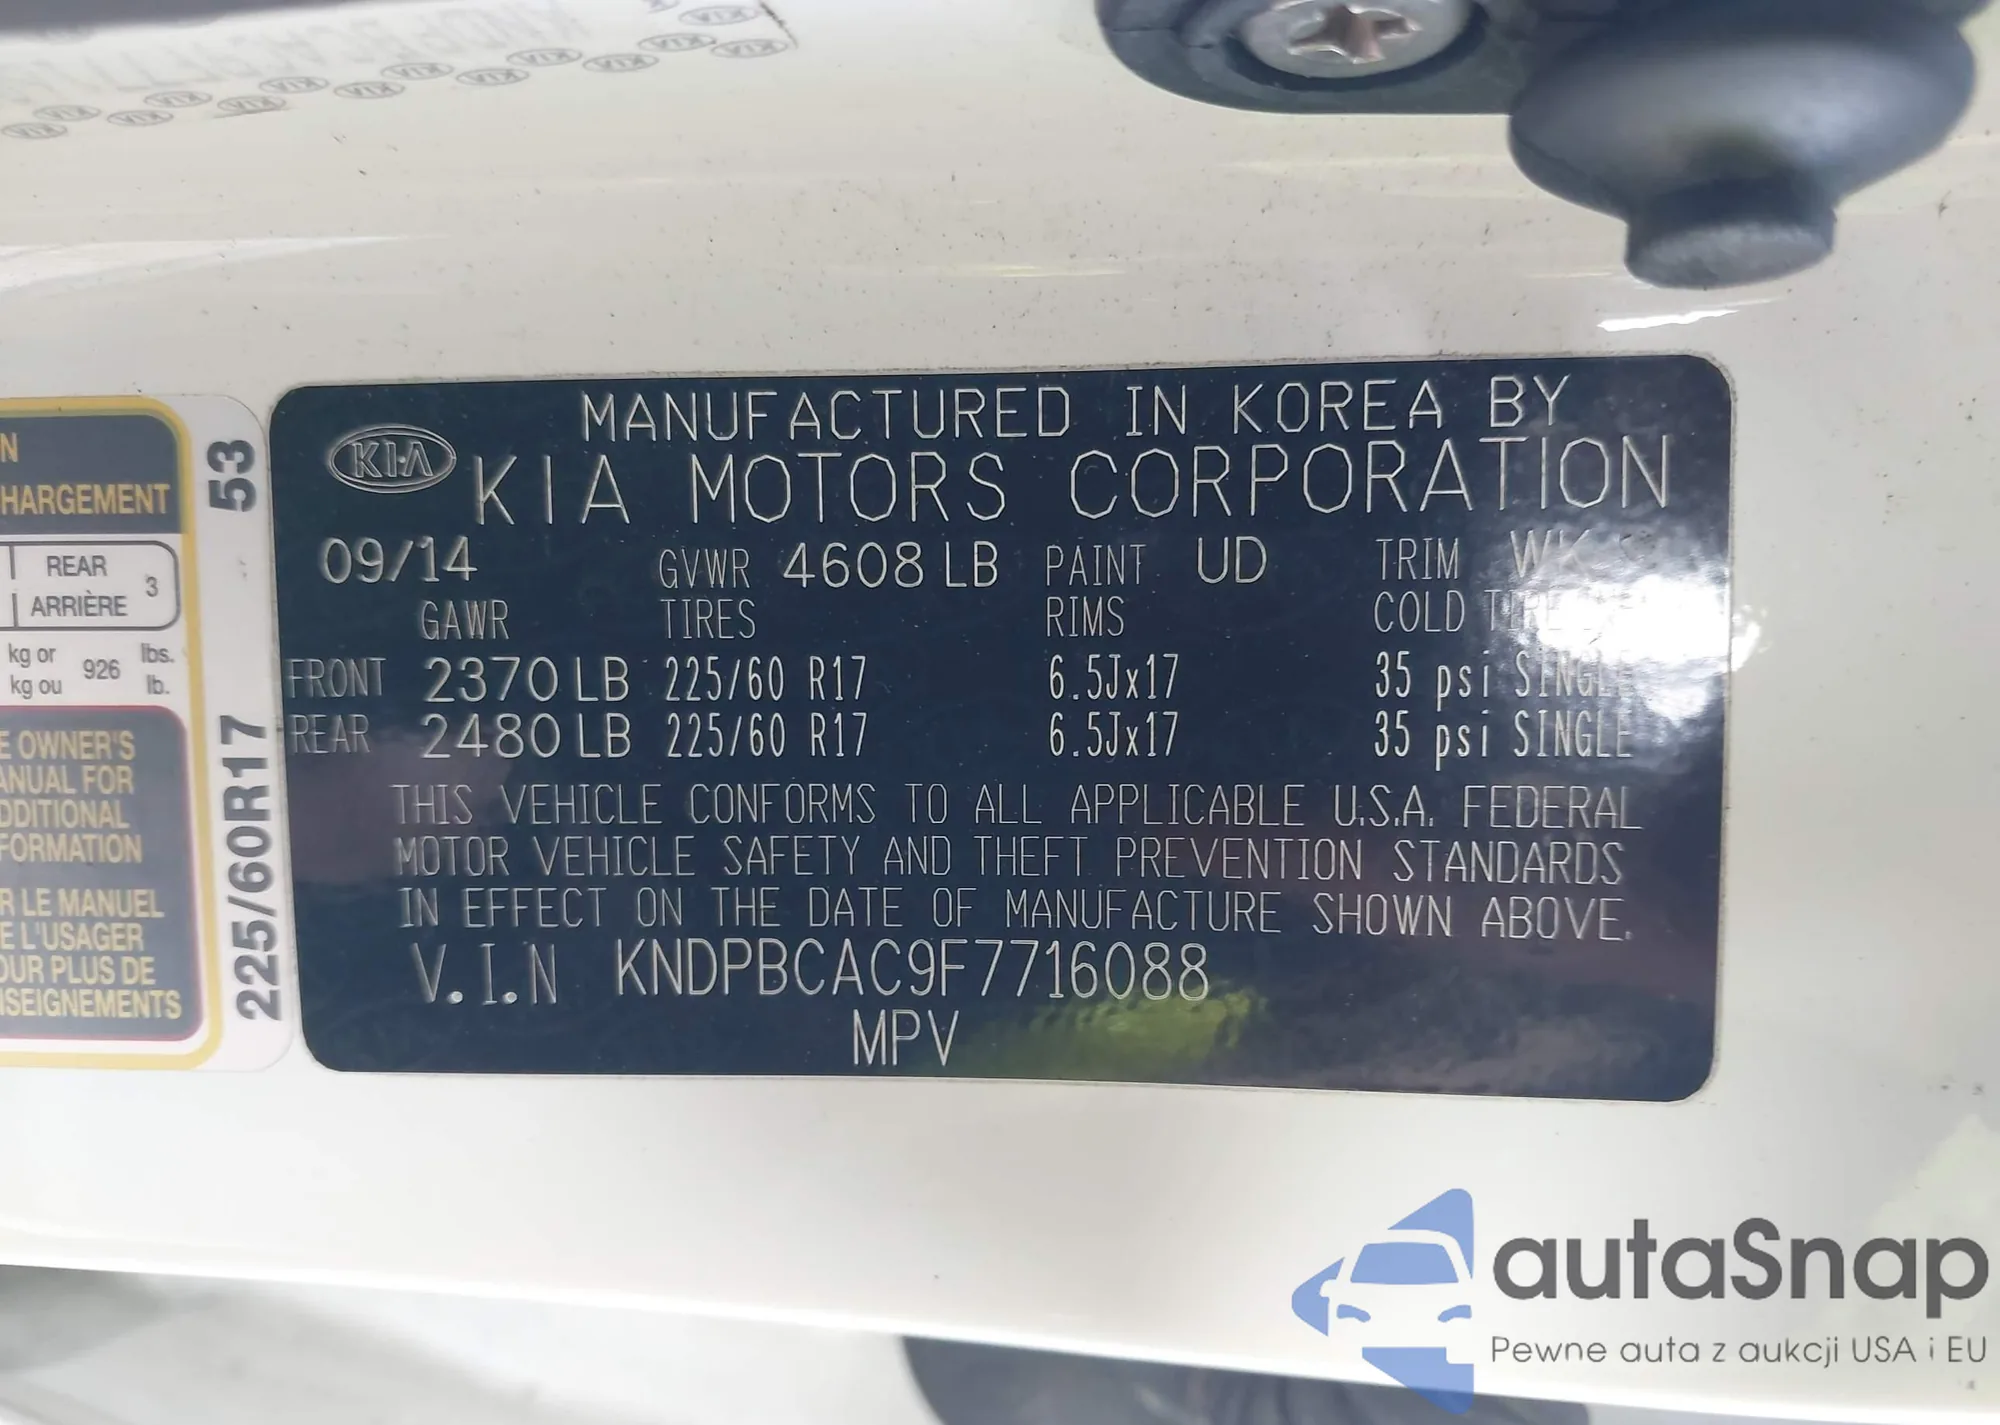 KIA
MANUFACTURED IN KOREA BY
KIA MOTORS CORPORATION
09/14 GVWR 4608 LB PAINT UD TRIM WK
GAWR TIRES RIMS COLD
FRONT 2370 LB 225/60 R17 6.5Jx17 35 psi SINGLE
REAR 2480 LB 225/60 R17 6.5Jx17 35 psi SINGLE
THIS VEHICLE CONFORMS TO ALL APPLICABLE U.S.A. FEDERAL
MOTOR VEHICLE SAFETY AND THEFT PREVENTION STANDARDS
IN EFFECT ON THE DATE OF MANUFACTURE SHOWN ABOVE.
V.I.N KNDPBCAC9F7716088
MPV
N
HARGEMENT
REAR
ARRIÈRE 3
kg or 926 lbs.
kg ou lb.
E OWNER'S
ANUAL FOR
DDITIONAL
FORMATION
R LE MANUEL
E L'USAGER
OUR PLUS DE
NSEIGNEMENTS
225/60R17 53
autaSnap
Pewne auta z aukcji USA i EU